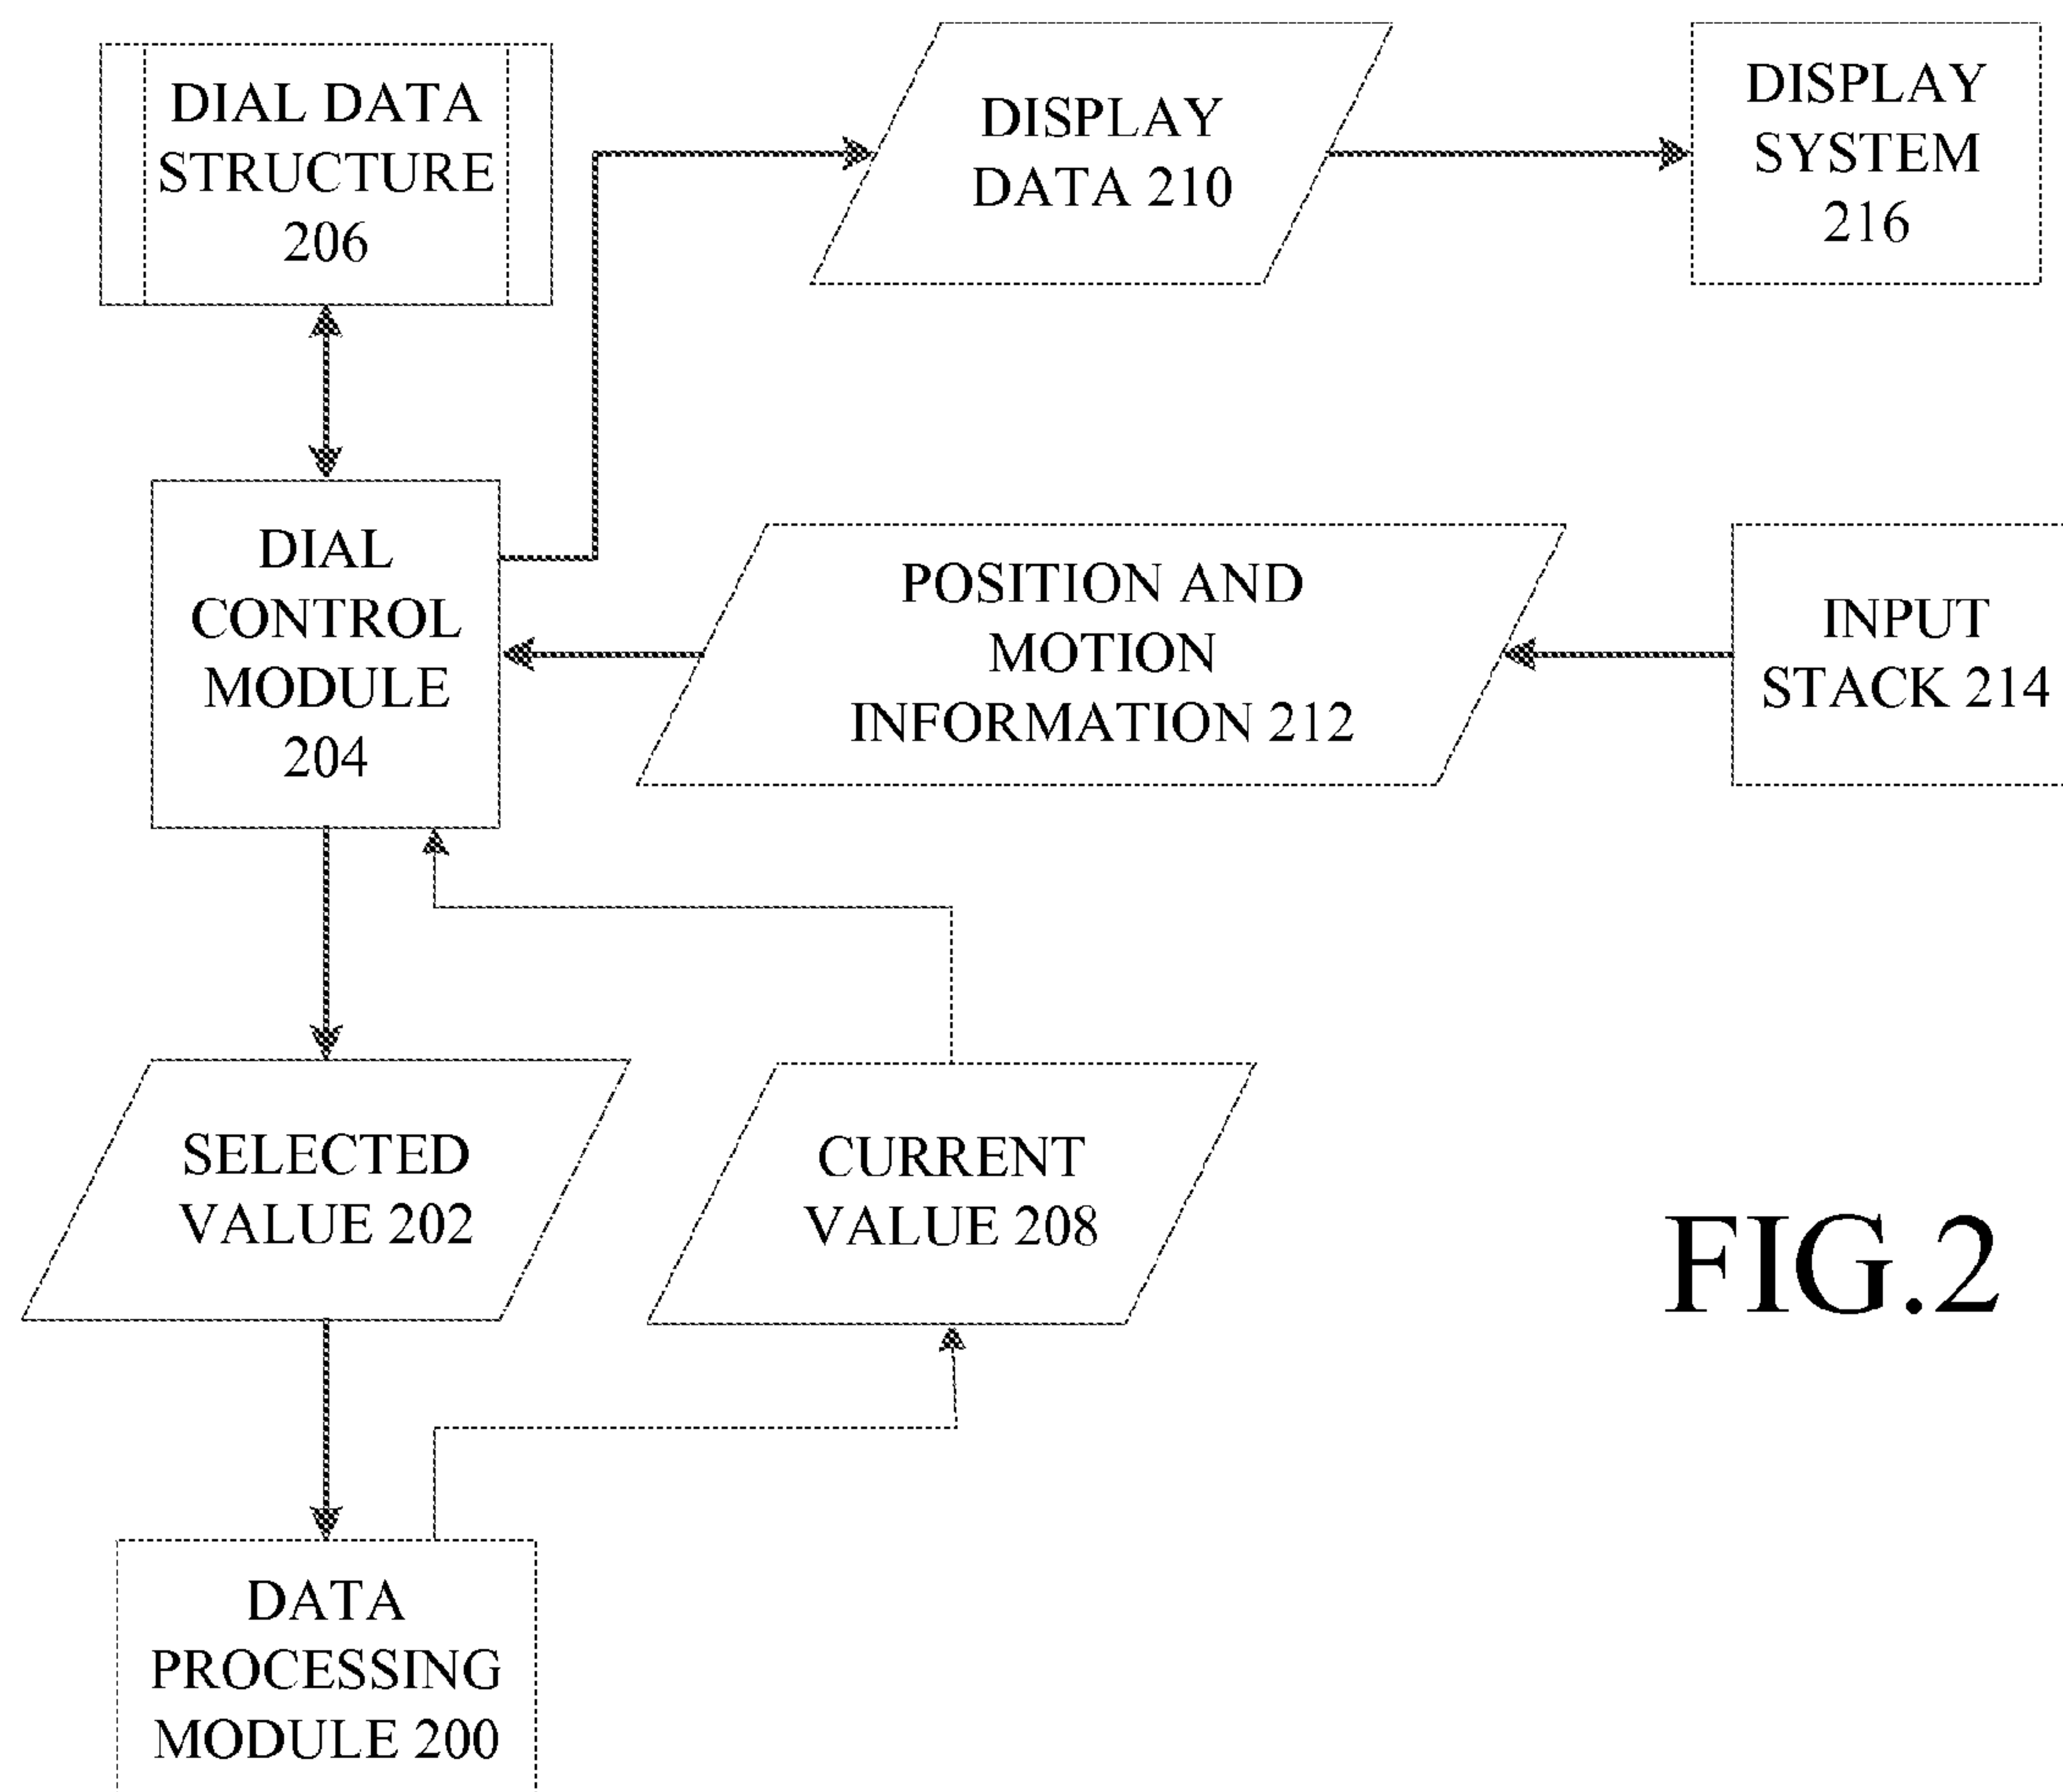 DIAL DATA
STRUCTURE
206
DISPLAY
DATA 210
DISPLAY
SYSTEM
216
DIAL
CONTROL
MODULE
204
POSITION AND
MOTION
INFORMATION 212
INPUT
STACK 214
SELECTED
VALUE 202
CURRENT
VALUE 208
FIG.2
DATA
PROCESSING
MODULE 200